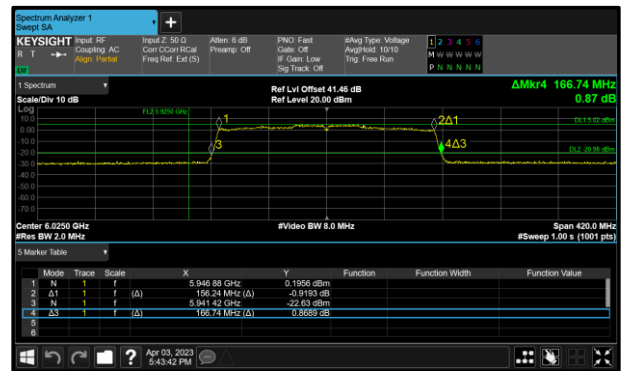 Spectrum Analyzer 1
Swept SA
+
KEYSIGHT Input: RF Input Z: 50 Ω Atten: 6 dB PNO: Fast #Avg Type: Voltage 1 2 3 4 5 6
R T Coupling: AC Corr CCorr RCal Preamp: Off Gate: Off Avg|Hold: 10/10 M W W W W W
Align: Partial Freq Ref: Ext (S) IF Gain: Low Trig: Free Run
Sig Track: Off P N N N N N
1 Spectrum Ref Lvl Offset 41.46 dB ΔMkr4 166.74 MHz
Scale/Div 10 dB Ref Level 20.00 dBm 0.87 dB
Log
10.0 FL2 5.9250 GHz 1 2Δ1 DL1 5.02 dBm
0.00
-10.0 3 4Δ3
-20.0 DL2 -20.98 dBm
-30.0
-40.0
-50.0
-60.0
-70.0
Center 6.0250 GHz #Video BW 8.0 MHz Span 420.0 MHz
#Res BW 2.0 MHz #Sweep 1.00 s (1001 pts)
5 Marker Table
Mode Trace Scale X Y Function Function Width Function Value
1 N 1 f 5.946 88 GHz 0.1956 dBm
2 Δ1 1 f (Δ) 156.24 MHz (Δ) -0.9193 dB
3 N 1 f 5.941 42 GHz -22.63 dBm
4 Δ3 1 f (Δ) 166.74 MHz (Δ) 0.8689 dB
5
6
? Apr 03, 2023
5:43:42 PM